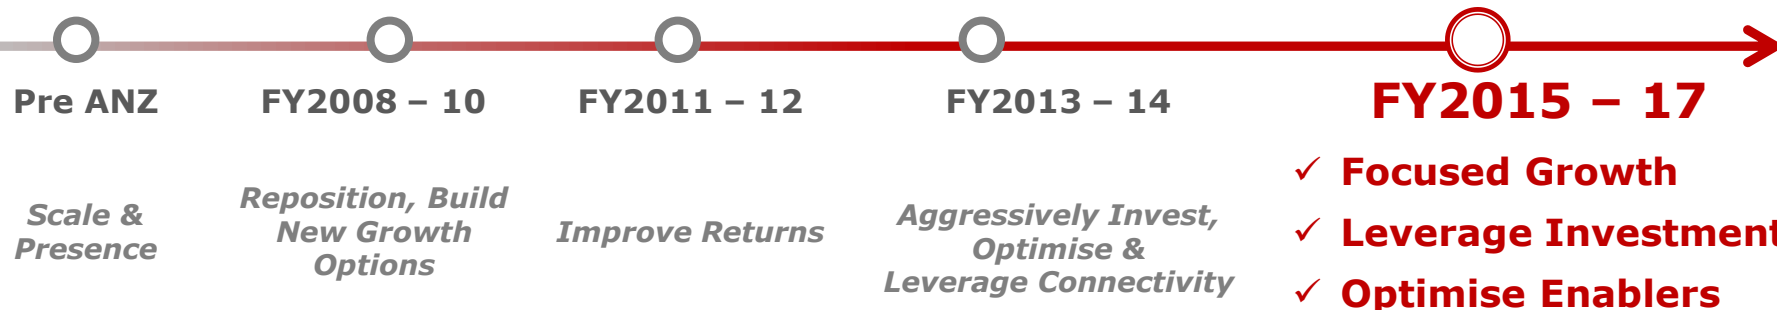 Pre ANZ
FY2008 – 10
FY2011 – 12
FY2013 – 14
FY2015 – 17
Scale &
Presence
Reposition, Build
New Growth
Options
Improve Returns
Aggressively Invest,
Optimise &
Leverage Connectivity
✓ Focused Growth
✓ Leverage Investment
✓ Optimise Enablers